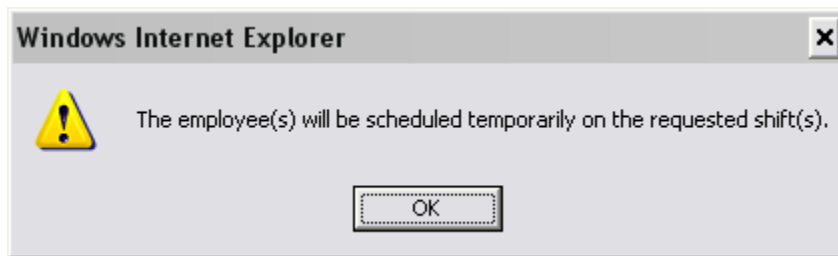 Windows Internet Explorer
The employee(s) will be scheduled temporarily on the requested shift(s).
OK